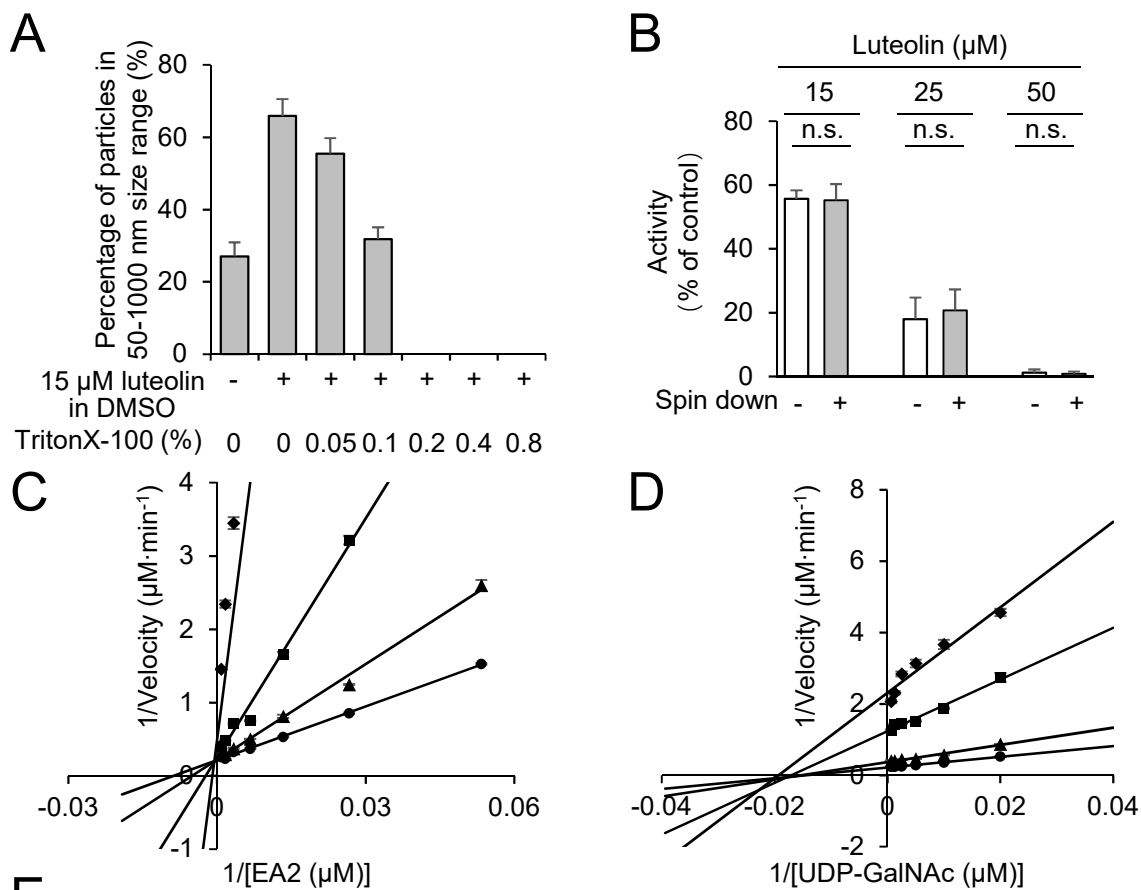 A
Percentage of particles in
50-1000 nm size range (%)
80
60
40
20
0
15 μM luteolin
in DMSO
- + + + + + +
TritonX-100 (%)
0 0 0.05 0.1 0.2 0.4 0.8
B
Luteolin (μM)
15 25 50
n.s. n.s. n.s.
Activity
(% of control)
80
60
40
20
0
Spin down - + - + - +
C
1/Velocity (μM·min⁻¹)
4
3
2
1
0
-1
-0.03 0 0.03 0.06
1/[EA2 (μM)]
D
1/Velocity (μM·min⁻¹)
8
6
4
2
0
-2
-0.04 -0.02 0 0.02 0.04
1/[UDP-GalNAc (μM)]